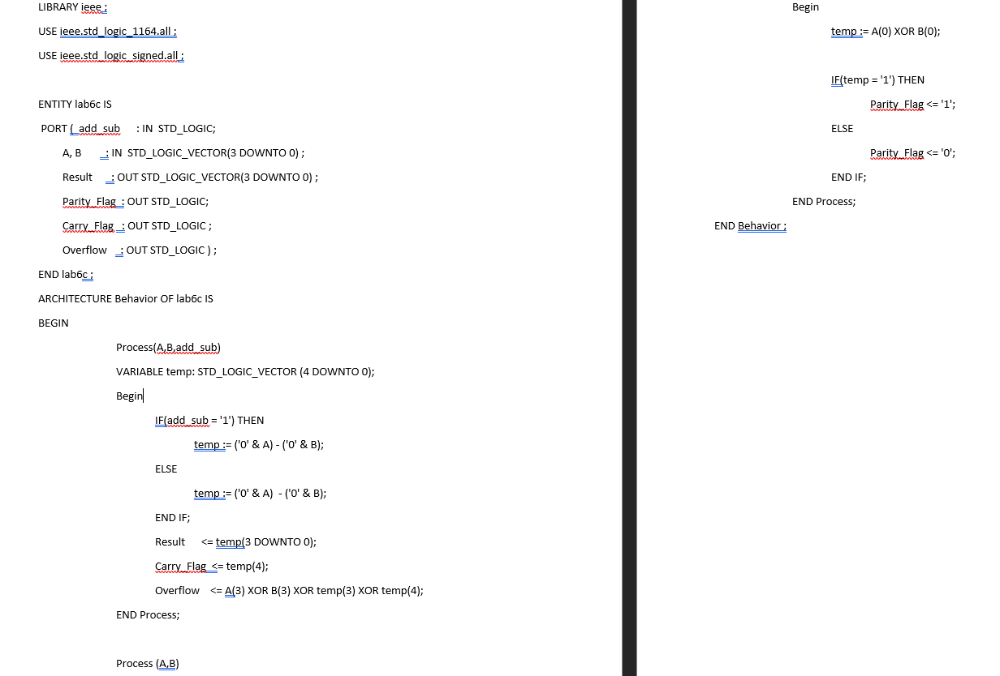 LIBRARY ieee ;
USE ieee.std_logic_1164.all ;
USE ieee.std_logic_signed.all ;
ENTITY lab6c IS
PORT ( add_sub : IN STD_LOGIC;
A, B : IN STD_LOGIC_VECTOR(3 DOWNTO 0) ;
Result : OUT STD_LOGIC_VECTOR(3 DOWNTO 0) ;
Parity_Flag : OUT STD_LOGIC;
Carry_Flag : OUT STD_LOGIC ;
Overflow : OUT STD_LOGIC ) ;
END lab6c ;
ARCHITECTURE Behavior OF lab6c IS
BEGIN
Process(A,B,add_sub)
VARIABLE temp: STD_LOGIC_VECTOR (4 DOWNTO 0);
Begin
IF(add_sub = '1') THEN
temp := ('0' & A) - ('0' & B);
ELSE
temp := ('0' & A) - ('0' & B);
END IF;
Result <= temp(3 DOWNTO 0);
Carry_Flag <= temp(4);
Overflow <= A(3) XOR B(3) XOR temp(3) XOR temp(4);
END Process;
Process (A,B)
Begin
temp := A(0) XOR B(0);
IF(temp = '1') THEN
Parity_Flag <= '1';
ELSE
Parity_Flag <= '0';
END IF;
END Process;
END Behavior ;